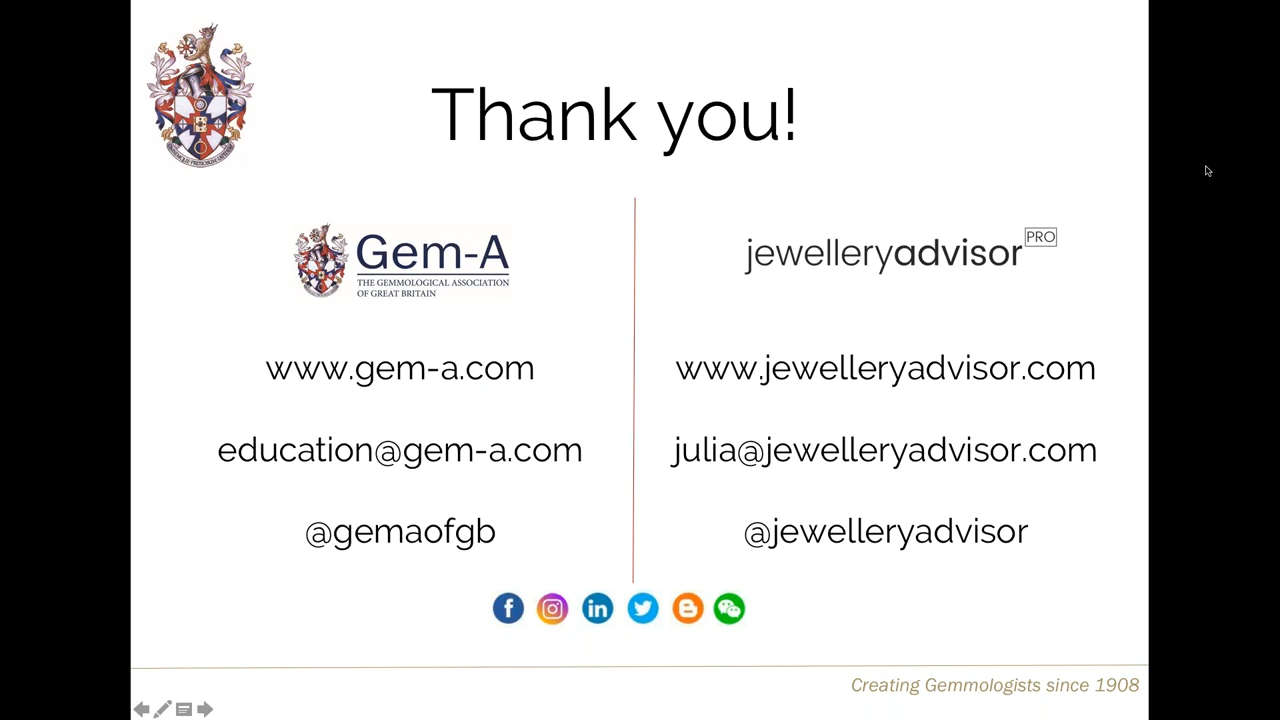 Thank you!
Gem-A
THE GEMMOLOGICAL ASSOCIATION
OF GREAT BRITAIN
www.gem-a.com
education@gem-a.com
@gemaofgb
jewelleryadvisor PRO
www.jewelleryadvisor.com
julia@jewelleryadvisor.com
@jewelleryadvisor
Creating Gemmologists since 1908